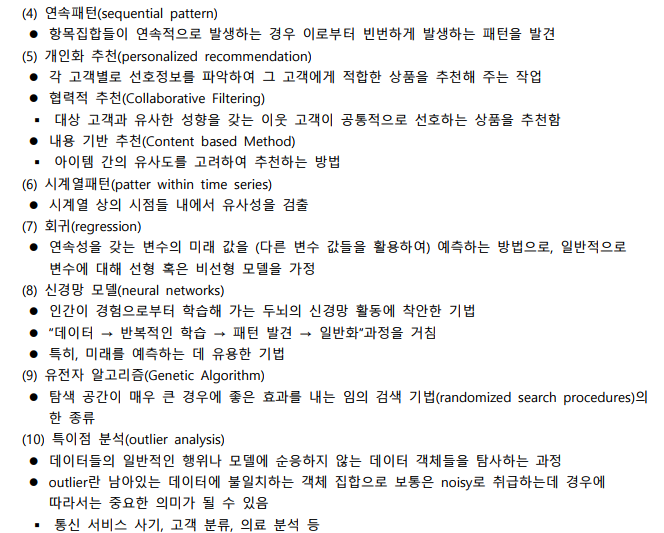 (4) 연속패턴(sequential pattern)
● 항목집합들이 연속적으로 발생하는 경우 이로부터 빈번하게 발생하는 패턴을 발견
(5) 개인화 추천(personalized recommendation)
● 각 고객별로 선호정보를 파악하여 그 고객에게 적합한 상품을 추천해 주는 작업
● 협력적 추천(Collaborative Filtering)
▪ 대상 고객과 유사한 성향을 갖는 이웃 고객이 공통적으로 선호하는 상품을 추천함
● 내용 기반 추천(Content based Method)
▪ 아이템 간의 유사도를 고려하여 추천하는 방법
(6) 시계열패턴(patter within time series)
● 시계열 상의 시점들 내에서 유사성을 검출
(7) 회귀(regression)
● 연속성을 갖는 변수의 미래 값을 (다른 변수 값들을 활용하여) 예측하는 방법으로, 일반적으로
변수에 대해 선형 혹은 비선형 모델을 가정
(8) 신경망 모델(neural networks)
● 인간이 경험으로부터 학습해 가는 두뇌의 신경망 활동에 착안한 기법
● “데이터 → 반복적인 학습 → 패턴 발견 → 일반화“과정을 거침
● 특히, 미래를 예측하는 데 유용한 기법
(9) 유전자 알고리즘(Genetic Algorithm)
● 탐색 공간이 매우 큰 경우에 좋은 효과를 내는 임의 검색 기법(randomized search procedures)의
한 종류
(10) 특이점 분석(outlier analysis)
● 데이터들의 일반적인 행위나 모델에 순응하지 않는 데이터 객체들을 탐사하는 과정
● outlier란 남아있는 데이터에 불일치하는 객체 집합으로 보통은 noisy로 취급하는데 경우에
따라서는 중요한 의미가 될 수 있음
▪ 통신 서비스 사기, 고객 분류, 의료 분석 등